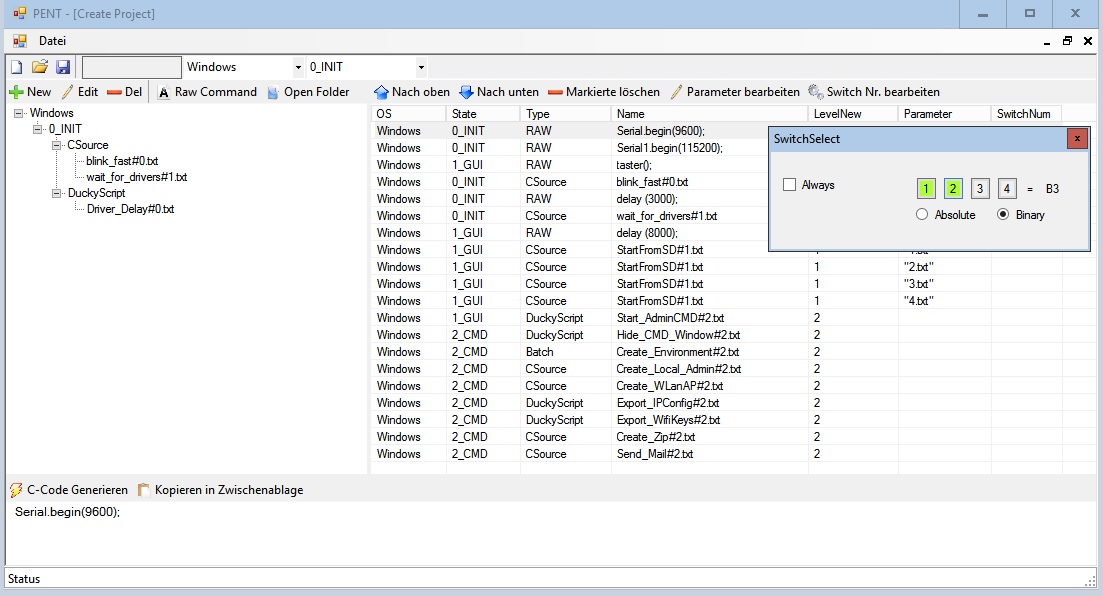 PENT - [Create Project]
Datei
Windows 0_INIT
New Edit Del Raw Command Open Folder Nach oben Nach unten Markierte löschen Parameter bearbeiten Switch Nr. bearbeiten
Windows
0_INIT
CSource
blink_fast#0.txt
wait_for_drivers#1.txt
DuckyScript
Driver_Delay#0.txt
OS State Type Name LevelNew Parameter SwitchNum
Windows 0_INIT RAW Serial.begin(9600);
Windows 0_INIT RAW Serial1.begin(115200);
Windows 1_GUI RAW taster();
Windows 0_INIT CSource blink_fast#0.txt
Windows 0_INIT RAW delay (3000);
Windows 0_INIT CSource wait_for_drivers#1.txt
Windows 1_GUI RAW delay (8000);
Windows 1_GUI CSource StartFromSD#1.txt
Windows 1_GUI CSource StartFromSD#1.txt 1 "2.txt"
Windows 1_GUI CSource StartFromSD#1.txt 1 "3.txt"
Windows 1_GUI CSource StartFromSD#1.txt 1 "4.txt"
Windows 1_GUI DuckyScript Start_AdminCMD#2.txt 2
Windows 2_CMD DuckyScript Hide_CMD_Window#2.txt 2
Windows 2_CMD Batch Create_Environment#2.txt 2
Windows 2_CMD CSource Create_Local_Admin#2.txt 2
Windows 2_CMD CSource Create_WLanAP#2.txt 2
Windows 2_CMD DuckyScript Export_IPConfig#2.txt 2
Windows 2_CMD DuckyScript Export_WifiKeys#2.txt 2
Windows 2_CMD CSource Create_Zip#2.txt 2
Windows 2_CMD CSource Send_Mail#2.txt 2
SwitchSelect
Always 1 2 3 4 = B3
Absolute Binary
C-Code Generieren Kopieren in Zwischenablage
Serial.begin(9600);
Status